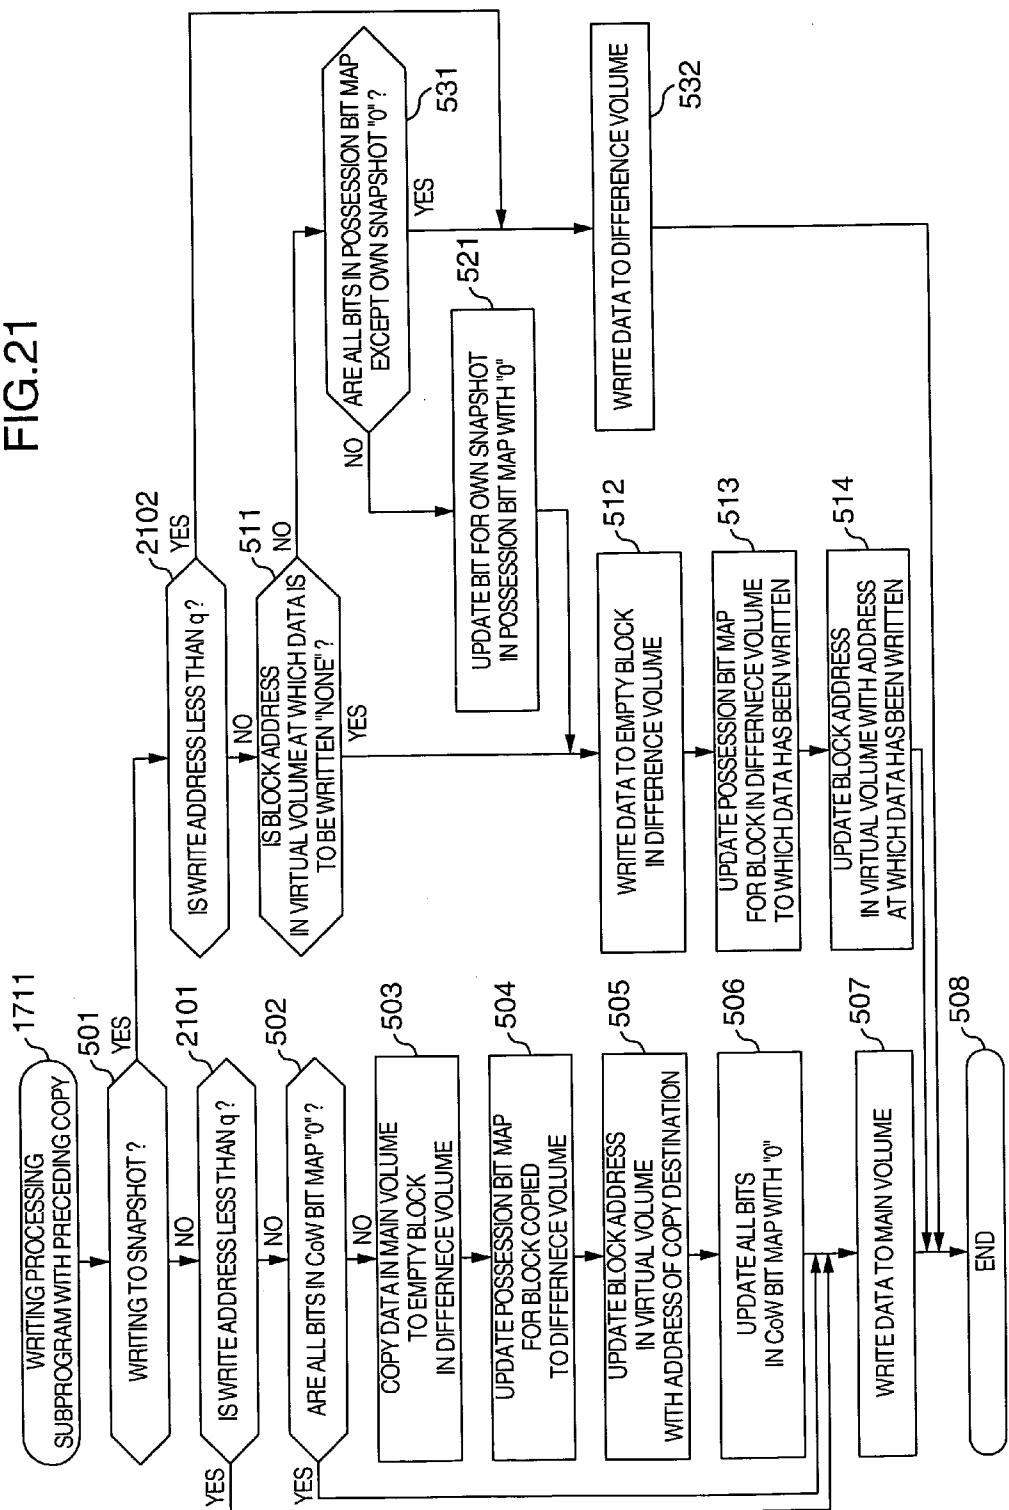 FIG.21
WRITING PROCESSING
SUBPROGRAM WITH PRECEDING COPY
1711
WRITING TO SNAPSHOT ?
501
YES
NO
IS WRITE ADDRESS LESS THAN q ?
2101
YES
NO
ARE ALL BITS IN CoW BIT MAP "0" ?
502
YES
NO
COPY DATA IN MAIN VOLUME
TO EMPTY BLOCK
IN DIFFERNECE VOLUME
503
UPDATE POSSESSION BIT MAP
FOR BLOCK COPIED
TO DIFFERNECE VOLUME
504
UPDATE BLOCK ADDRESS
IN VIRTUAL VOLUME
WITH ADDRESS OF COPY DESTINATION
505
UPDATE ALL BITS
IN CoW BIT MAP WITH "0"
506
WRITE DATA TO MAIN VOLUME
507
END
508
IS WRITE ADDRESS LESS THAN q ?
2102
YES
NO
IS BLOCK ADDRESS
IN VIRTUAL VOLUME AT WHICH DATA IS
TO BE WRITTEN "NONE" ?
511
NO
YES
ARE ALL BITS IN POSSESSION BIT MAP
EXCEPT OWN SNAPSHOT "0" ?
531
NO
YES
UPDATE BIT FOR OWN SNAPSHOT
IN POSSESSION BIT MAP WITH "0"
521
WRITE DATA TO EMPTY BLOCK
IN DIFFERENCE VOLUME
512
UPDATE POSSESSION BIT MAP
FOR BLOCK IN DIFFERNECE VOLUME
TO WHICH DATA HAS BEEN WRITTEN
513
UPDATE BLOCK ADDRESS
IN VIRTUAL VOLUME WITH ADDRESS
AT WHICH DATA HAS BEEN WRITTEN
514
WRITE DATA TO DIFFERENCE VOLUME
532